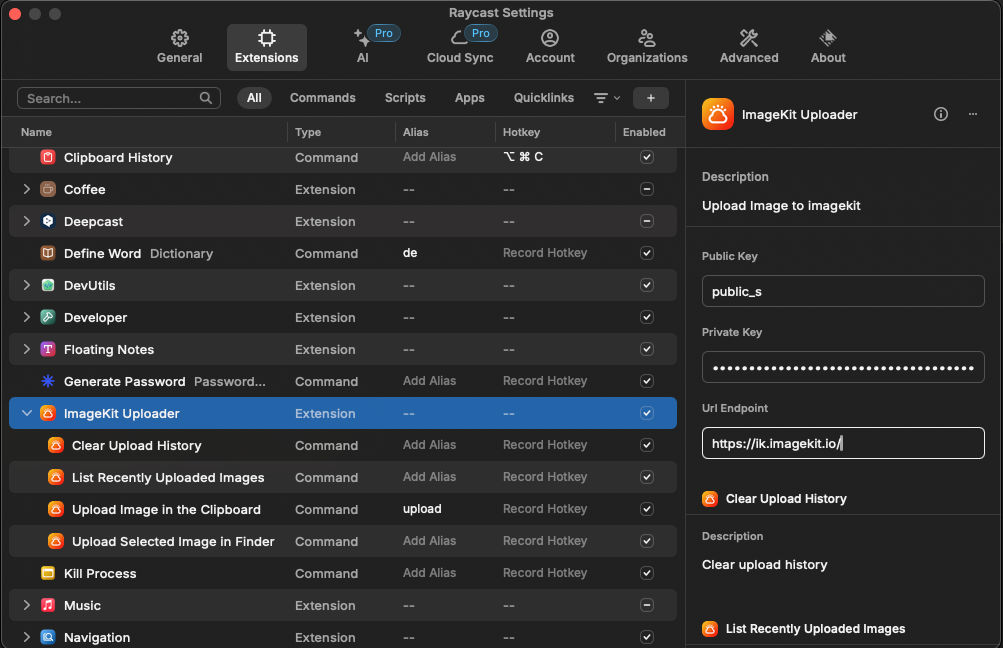 Raycast Settings
General
Extensions
AI Pro
Cloud Sync Pro
Account
Organizations
Advanced
About
Search... All Commands Scripts Apps Quicklinks +
Name Type Alias Hotkey Enabled
Clipboard History Command Add Alias ⌥ ⌘ C
Coffee Extension -- --
Deepcast Extension -- --
Define Word Dictionary Command de Record Hotkey
DevUtils Extension -- --
Developer Extension -- --
Floating Notes Extension -- --
Generate Password Password... Command Add Alias Record Hotkey
ImageKit Uploader Extension -- --
Clear Upload History Command Add Alias Record Hotkey
List Recently Uploaded Images Command Add Alias Record Hotkey
Upload Image in the Clipboard Command upload Record Hotkey
Upload Selected Image in Finder Command Add Alias Record Hotkey
Kill Process Command Add Alias Record Hotkey
Music Extension -- --
Navigation Extension -- --
ImageKit Uploader
Description
Upload Image to imagekit
Public Key
public_s
Private Key
••••••••••••••••••••••••••••••••••••
Url Endpoint
https://ik.imagekit.io/
Clear Upload History
Description
Clear upload history
List Recently Uploaded Images